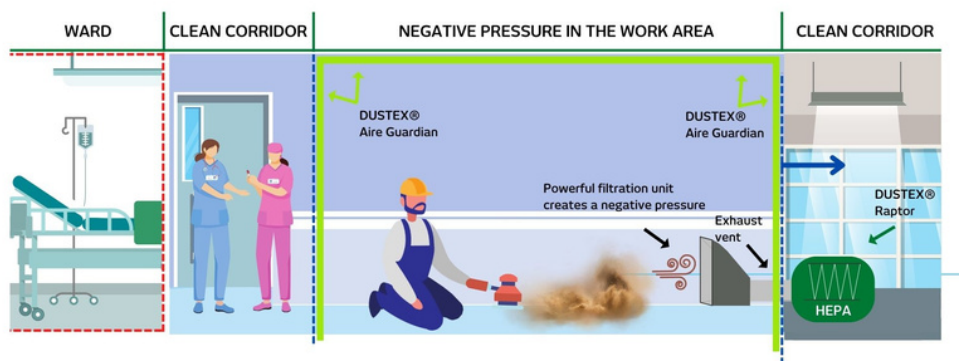 WARD
CLEAN CORRIDOR
NEGATIVE PRESSURE IN THE WORK AREA
CLEAN CORRIDOR
DUSTEX®
Aire Guardian
DUSTEX®
Aire Guardian
Powerful filtration unit
creates a negative pressure
Exhaust
vent
DUSTEX®
Raptor
HEPA